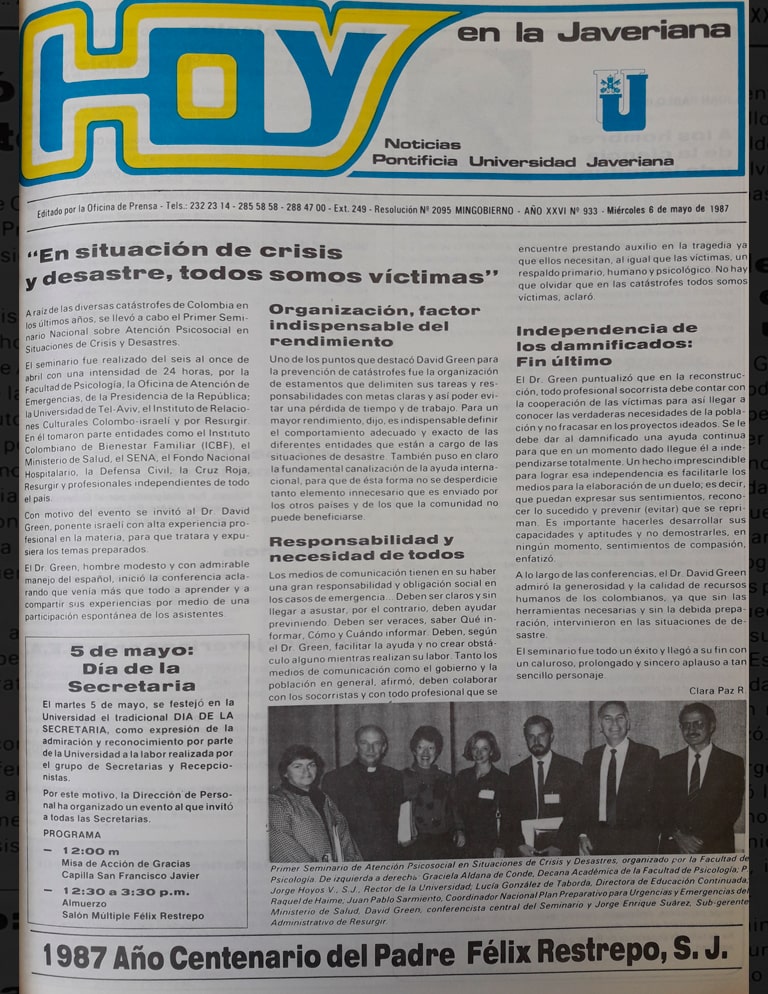 Hoy
en la Javeriana
Noticias
Pontificia Universidad Javeriana
Editado por la Oficina de Prensa - Tels.: 232 23 14 - 285 58 58 - 288 47 00 - Ext. 249 - Resolución Nº 2095 MINGOBIERNO - AÑO XXVI Nº 933 - Miércoles 6 de mayo de 1987
“En situación de crisis
y desastre, todos somos víctimas”
A raíz de las diversas catástrofes de Colombia en
los últimos años, se llevó a cabo el Primer Semi-
nario Nacional sobre Atención Psicosocial en
Situaciones de Crisis y Desastres.
El seminario fue realizado del seis al once de
abril con una intensidad de 24 horas, por la
Facultad de Psicología, la Oficina de Atención de
Emergencias, de la Presidencia de la República;
la Universidad de Tel-Aviv, el Instituto de Relacio-
nes Culturales Colombo-israelí y por Resurgir.
En él tomaron parte entidades como el Instituto
Colombiano de Bienestar Familiar (ICBF), el
Ministerio de Salud, el SENA, el Fondo Nacional
Hospitalario, la Defensa Civil, la Cruz Roja,
Resurgir y profesionales independientes de todo
el país.
Con motivo del evento se invitó al Dr. David
Green, ponente israelí con alta experiencia pro-
fesional en la materia, para que tratara y expu-
siera los temas preparados.
El Dr. Green, hombre modesto y con admirable
manejo del español, inició la conferencia acla-
rando que venía más que todo a aprender y a
compartir sus experiencias por medio de una
participación espontánea de los asistentes.
5 de mayo:
Día de la
Secretaria
El martes 5 de mayo, se festejó en la
Universidad el tradicional DIA DE LA
SECRETARIA, como expresión de la
admiración y reconocimiento por parte
de la Universidad a la labor realizada por
el grupo de Secretarias y Recepcio-
nistas.
Por este motivo, la Dirección de Perso-
nal ha organizado un evento al que invitó
a todas las Secretarias.
PROGRAMA
— 12:00 m
Misa de Acción de Gracias
Capilla San Francisco Javier
— 12:30 a 3:30 p.m.
Almuerzo
Salón Múltiple Félix Restrepo
Organización, factor
indispensable del
rendimiento
Uno de los puntos que destacó David Green para
la prevención de catástrofes fue la organización
de estamentos que delimiten sus tareas y res-
ponsabilidades con metas claras y así poder evi-
tar una pérdida de tiempo y de trabajo. Para un
mayor rendimiento, dijo, es indispensable definir
el comportamiento adecuado y exacto de las
diferentes entidades que están a cargo de las
situaciones de desastre. También puso en claro
la fundamental canalización de la ayuda interna-
cional, para que de ésta forma no se desperdicie
tanto elemento innecesario que es enviado por
los otros países y de los que la comunidad no
puede beneficiarse.
Responsabilidad y
necesidad de todos
Los medios de comunicación tienen en su haber
una gran responsabilidad y obligación social en
los casos de emergencia... Deben ser claros y sin
llegar a asustar, por el contrario, deben ayudar
previniendo. Deben ser veraces, saber Qué in-
formar, Cómo y Cuándo informar. Deben, según
el Dr. Green, facilitar la ayuda y no crear obstá-
culo alguno mientras realizan su labor. Tanto los
medios de comunicación como el gobierno y la
población en general, afirmó, deben colaborar
con los socorristas y con todo profesional que se
encuentre prestando auxilio en la tragedia ya
que ellos necesitan, al igual que las víctimas, un
respaldo primario, humano y psicológico. No hay
que olvidar que en las catástrofes todos somos
víctimas, aclaró.
Independencia de
los damnificados:
Fin último
El Dr. Green puntualizó que en la reconstruc-
ción, todo profesional socorrista debe contar con
la cooperación de las víctimas para así llegar a
conocer las verdaderas necesidades de la pobla-
ción y no fracasar en los proyectos ideados. Se le
debe dar al damnificado una ayuda continua
para que en un momento dado llegue él a inde-
pendizarse totalmente. Un hecho imprescindible
para lograr esa independencia es facilitarle los
medios para la elaboración de un duelo; es decir,
que puedan expresar sus sentimientos, recono-
cer lo sucedido y prevenir (evitar) que se repri-
man. Es importante hacerles desarrollar sus
capacidades y aptitudes y no demostrarles, en
ningún momento, sentimientos de compasión,
enfatizó.
A lo largo de las conferencias, el Dr. David Green
admiró la generosidad y la calidad de recursos
humanos de los colombianos, ya que sin las
herramientas necesarias y sin la debida prepa-
ración, intervinieron en las situaciones de de-
sastre.
El seminario fue todo un éxito y llegó a su fin con
un caluroso, prolongado y sincero aplauso a tan
sencillo personaje.
Clara Paz R.
Primer Seminario de Atención Psicosocial en Situaciones de Crisis y Desastres, organizado por la Facultad de
Psicología. De izquierda a derecha: Graciela Aldana de Conde, Decana Académica de la Facultad de Psicología; P.
Jorge Hoyos V., S.J., Rector de la Universidad; Lucía González de Taborda, Directora de Educación Continuada;
Raquel de Haime; Juan Pablo Sarmiento, Coordinador Nacional Plan Preparativo para Urgencias y Emergencias del
Ministerio de Salud, David Green, conferencista central del Seminario y Jorge Enrique Suárez, Sub-gerente
Administrativo de Resurgir.
1987 Año Centenario del Padre Félix Restrepo, S. J.